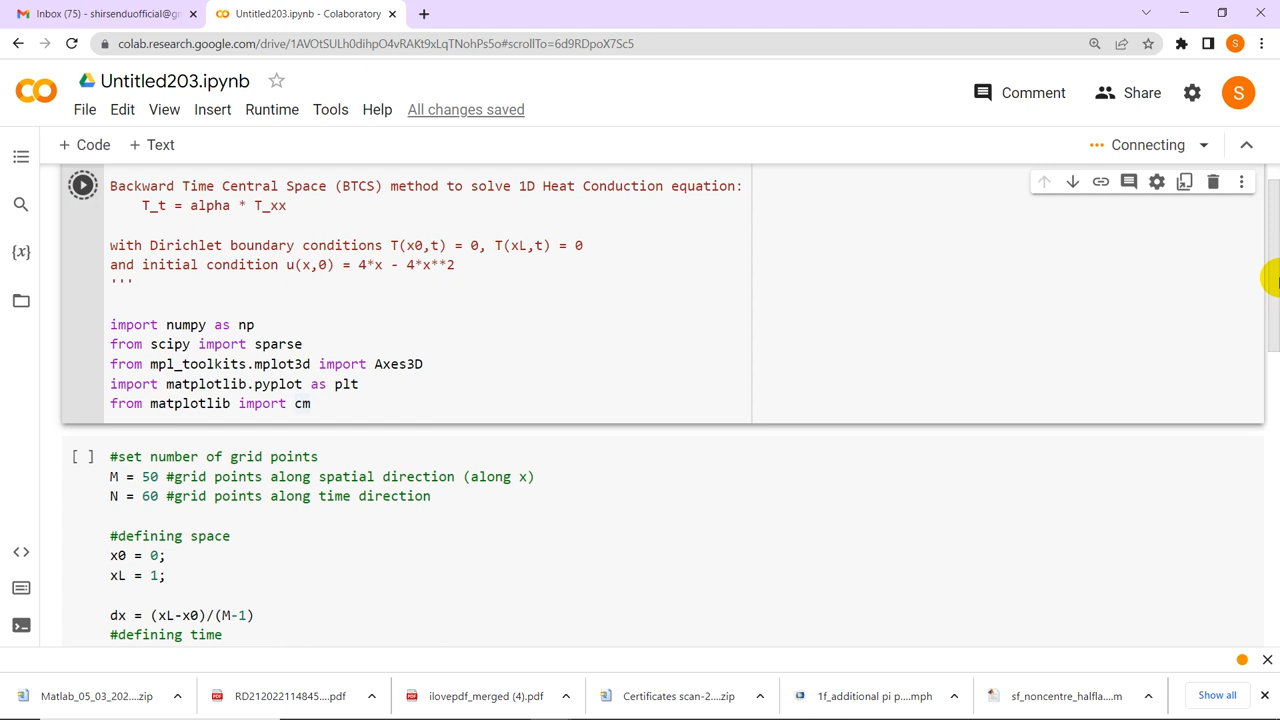 Inbox (75) - shirsenduofficial@gr
Untitled203.ipynb - Colaboratory
colab.research.google.com/drive/1AVOtSULh0dihpO4vRAKt9xLqTNohPs5o#scrollTo=6d9RDpoX7Sc5
S
CO
Untitled203.ipynb
Comment
Share
S
File Edit View Insert Runtime Tools Help All changes saved
+ Code + Text
Connecting
Backward Time Central Space (BTCS) method to solve 1D Heat Conduction equation:
T_t = alpha * T_xx
with Dirichlet boundary conditions T(x0,t) = 0, T(xL,t) = 0
and initial condition u(x,0) = 4*x - 4*x**2
'''
{x}
import numpy as np
from scipy import sparse
from mpl_toolkits.mplot3d import Axes3D
import matplotlib.pyplot as plt
from matplotlib import cm
[ ] #set number of grid points
M = 50 #grid points along spatial direction (along x)
N = 60 #grid points along time direction
#defining space
x0 = 0;
xL = 1;
dx = (xL-x0)/(M-1)
#defining time
Matlab_05_03_202....zip
RD212022114845....pdf
ilovepdf_merged (4).pdf
Certificates scan-2....zip
1f_additional pi p....mph
sf_noncentre_halfla....m
Show all